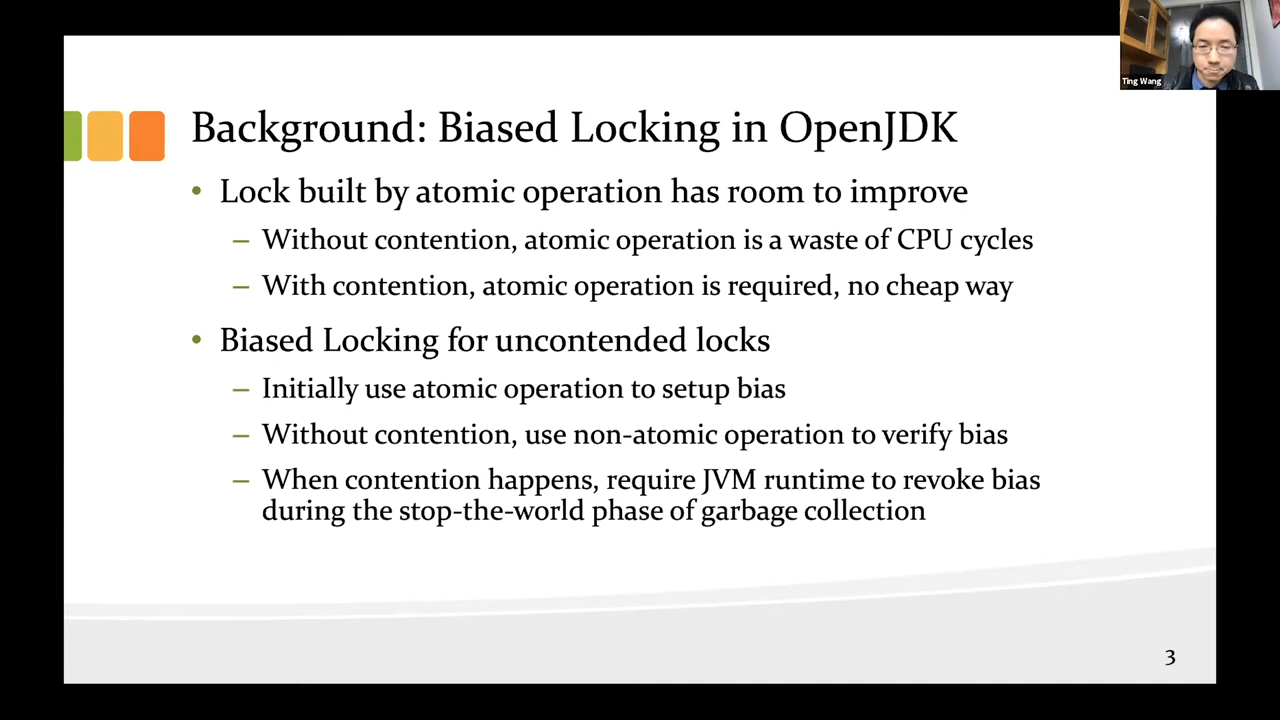 Ting Wang
Background: Biased Locking in OpenJDK
• Lock built by atomic operation has room to improve
– Without contention, atomic operation is a waste of CPU cycles
– With contention, atomic operation is required, no cheap way
• Biased Locking for uncontended locks
– Initially use atomic operation to setup bias
– Without contention, use non-atomic operation to verify bias
– When contention happens, require JVM runtime to revoke bias
during the stop-the-world phase of garbage collection
3